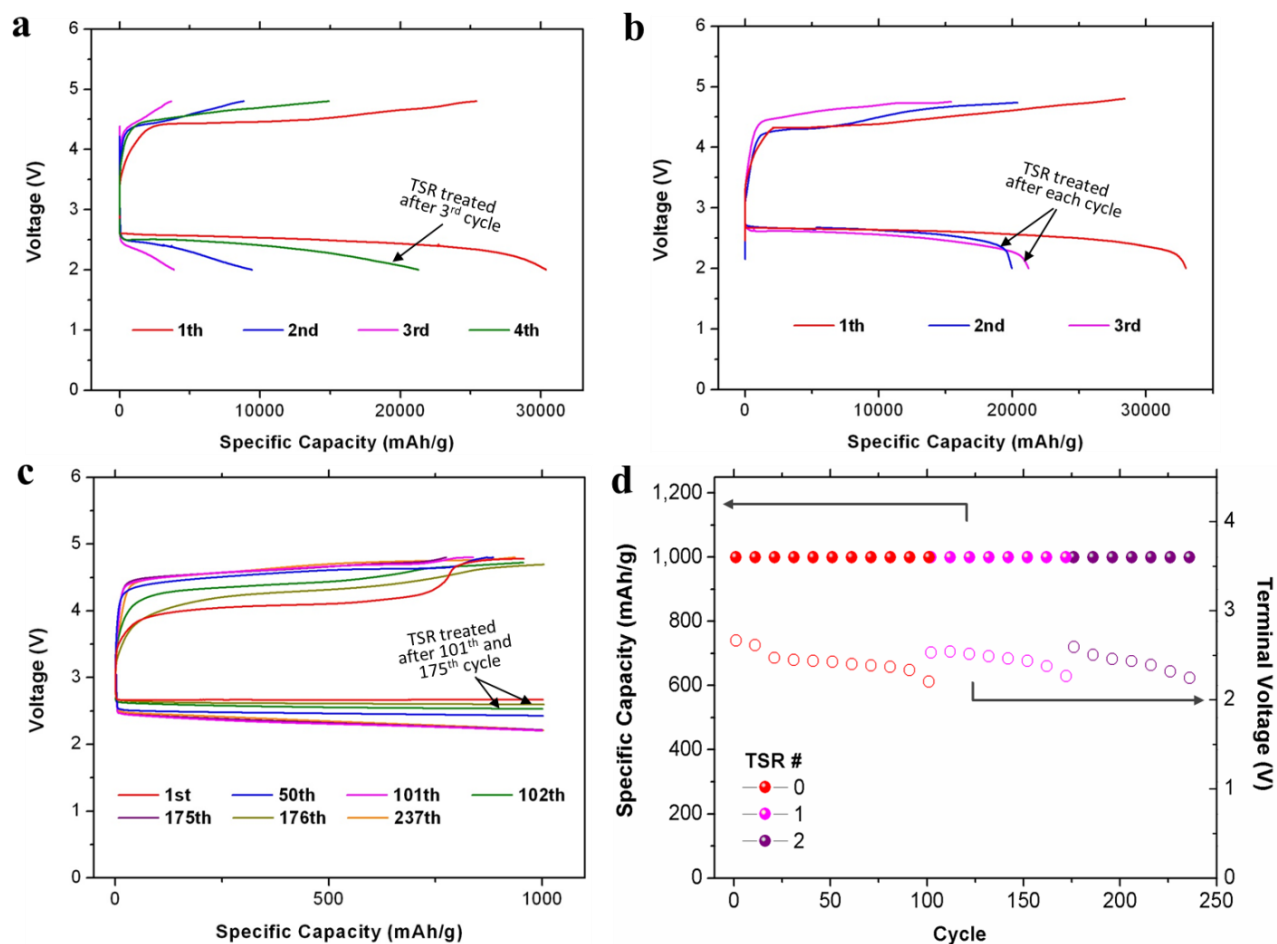 a
6
5
4
3
2
1
0
Voltage (V)
TSR treated
after 3rd cycle
1th 2nd 3rd 4th
0 10000 20000 30000
Specific Capacity (mAh/g)
b
6
5
4
3
2
1
0
Voltage (V)
TSR treated
after each cycle
1th 2nd 3rd
0 10000 20000 30000
Specific Capacity (mAh/g)
c
6
5
4
3
2
1
0
Voltage (V)
TSR treated
after 101th and
175th cycle
1st 50th 101th 102th
175th 176th 237th
0 500 1000
Specific Capacity (mAh/g)
d
1,200
1,000
800
600
400
200
0
Specific Capacity (mAh/g)
TSR #
0
1
2
4
3
2
1
0
Terminal Voltage (V)
0 50 100 150 200 250
Cycle